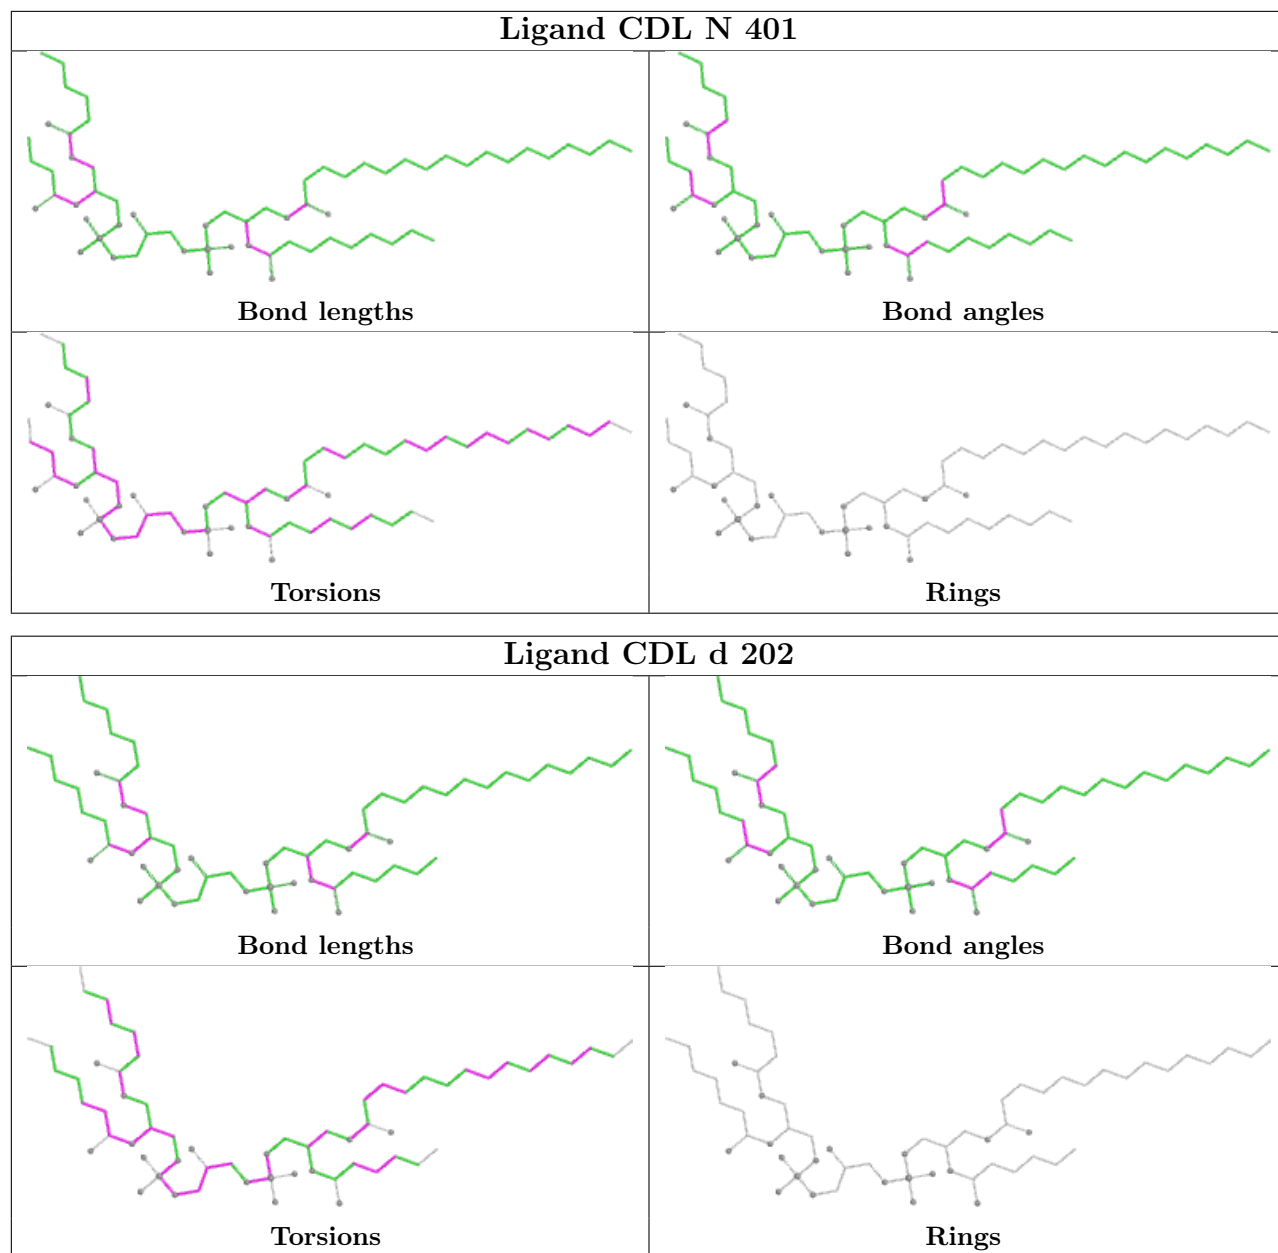 Ligand CDL N 401
Bond lengths
Bond angles
Torsions
Rings
Ligand CDL d 202
Bond lengths
Bond angles
Torsions
Rings